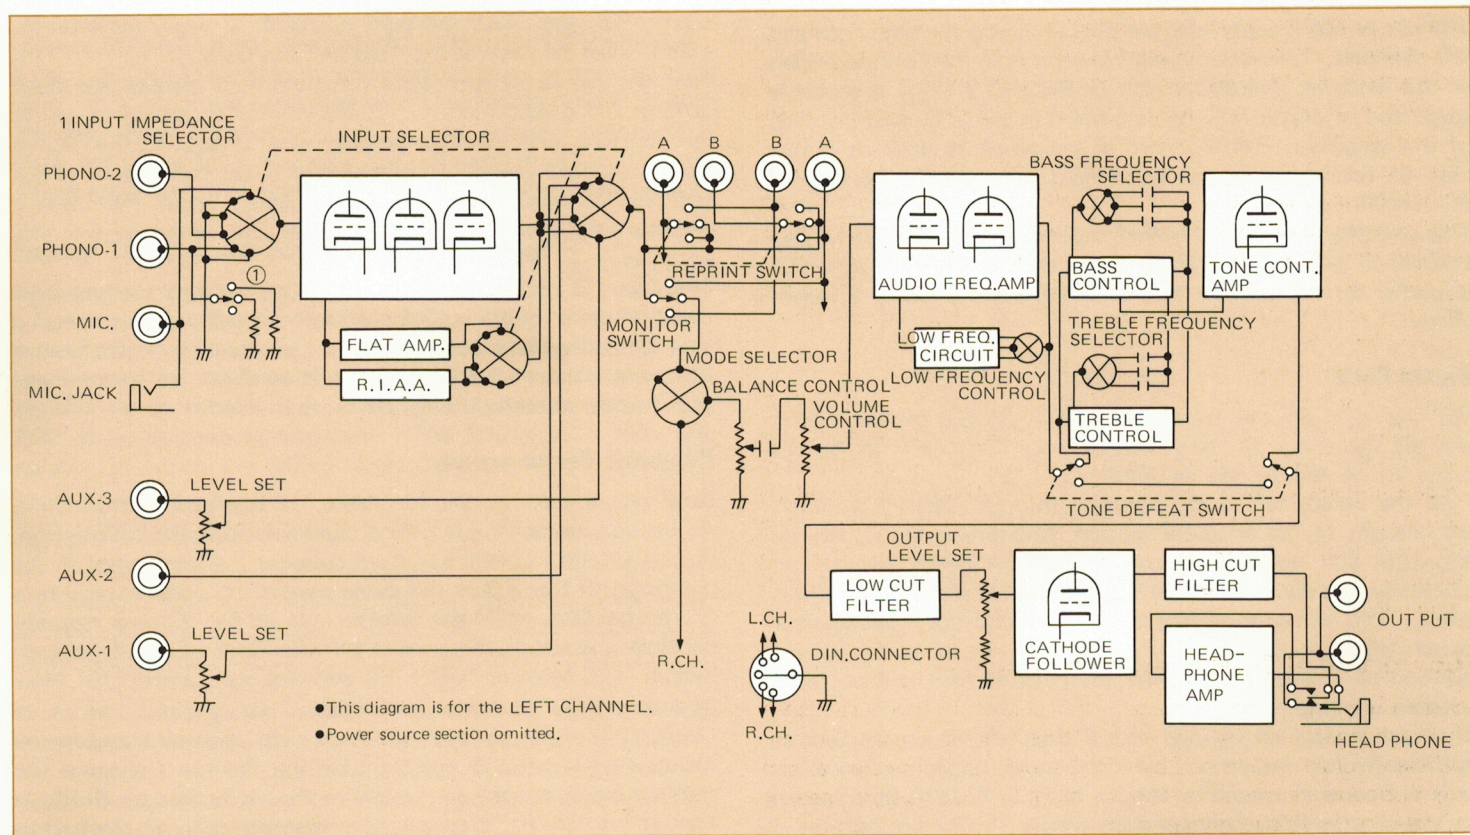 1 INPUT IMPEDANCE
SELECTOR
INPUT SELECTOR
PHONO-2
PHONO-1
①
MIC.
MIC. JACK
FLAT AMP.
R.I.A.A.
AUX-3
LEVEL SET
AUX-2
AUX-1
LEVEL SET
●This diagram is for the LEFT CHANNEL.
●Power source section omitted.
A
B
B
A
REPRINT SWITCH
MONITOR
SWITCH
MODE SELECTOR
BALANCE CONTROL
VOLUME
CONTROL
R.CH.
AUDIO FREQ.AMP
LOW FREQ.
CIRCUIT
LOW FREQUENCY
CONTROL
BASS FREQUENCY
SELECTOR
BASS
CONTROL
TONE CONT.
AMP
TREBLE FREQUENCY
SELECTOR
TREBLE
CONTROL
TONE DEFEAT SWITCH
OUTPUT
LEVEL SET
LOW CUT
FILTER
CATHODE
FOLLOWER
HIGH CUT
FILTER
HEAD-
PHONE
AMP
OUT PUT
HEAD PHONE
L.CH.
DIN.CONNECTOR
R.CH.